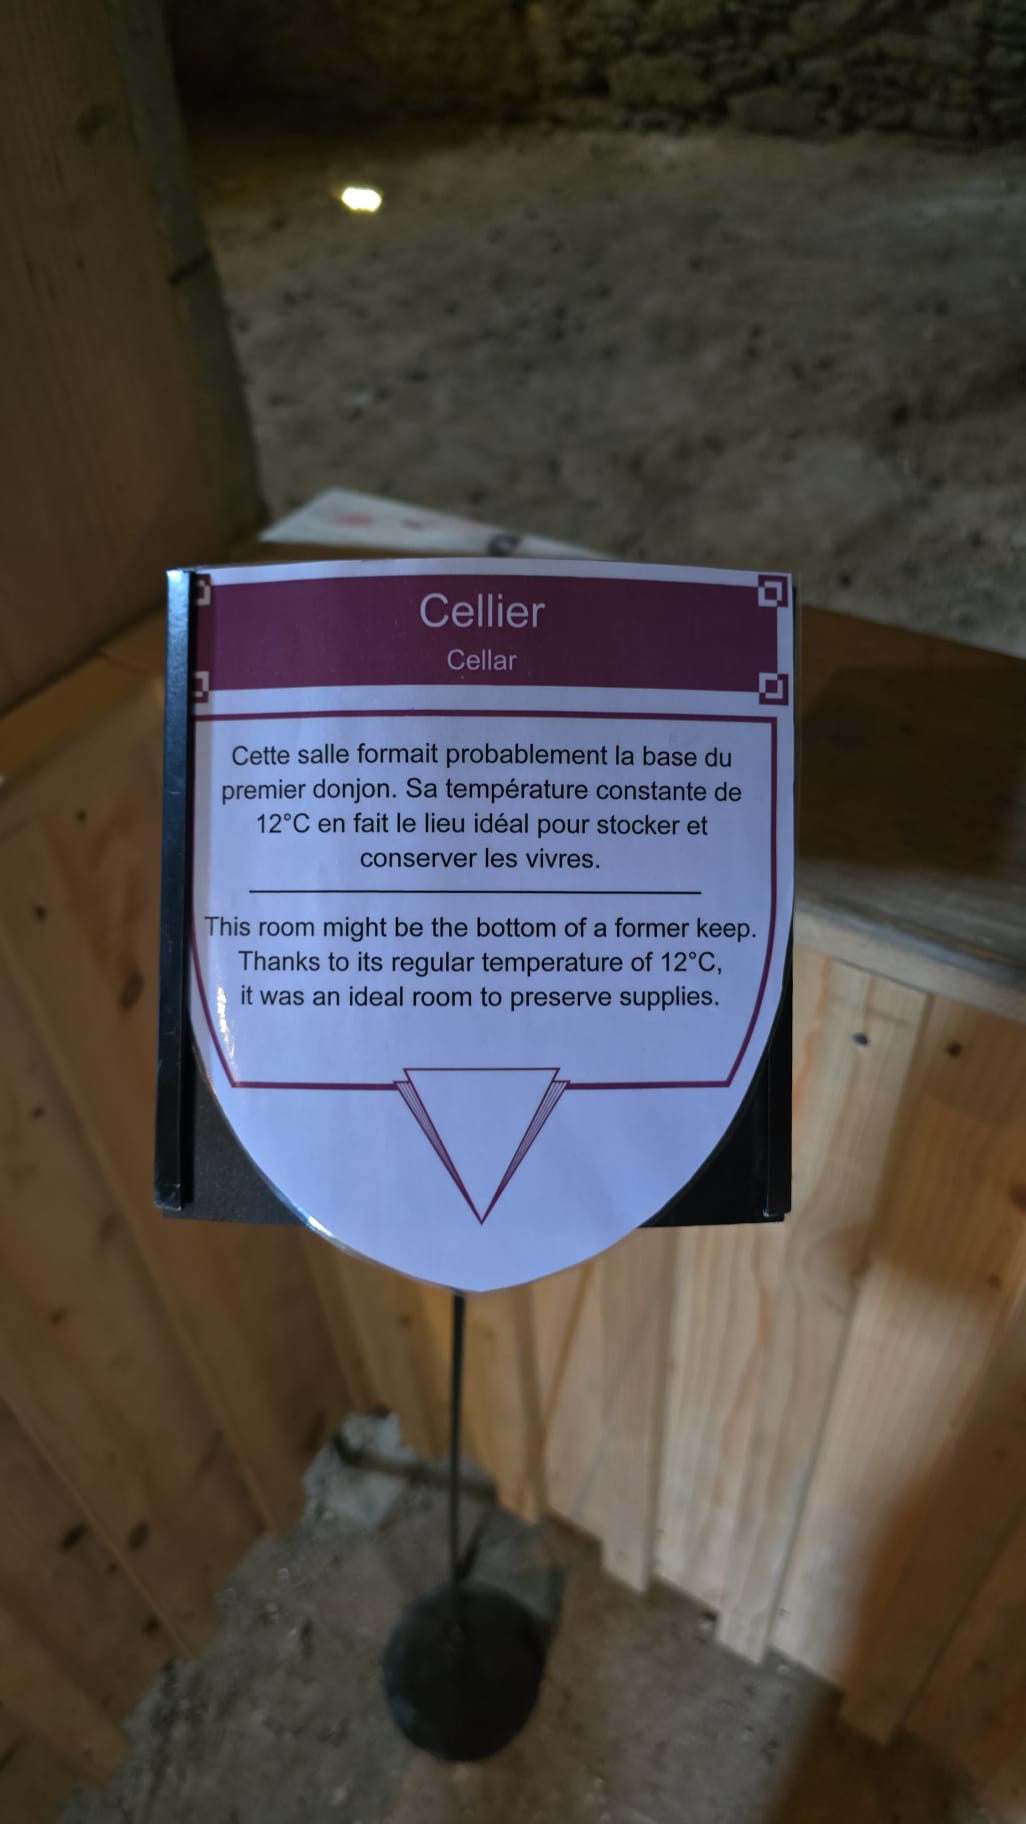 Cellier
Cellar
Cette salle formait probablement la base du
premier donjon. Sa température constante de
12°C en fait le lieu idéal pour stocker et
conserver les vivres.
This room might be the bottom of a former keep.
Thanks to its regular temperature of 12°C,
it was an ideal room to preserve supplies.